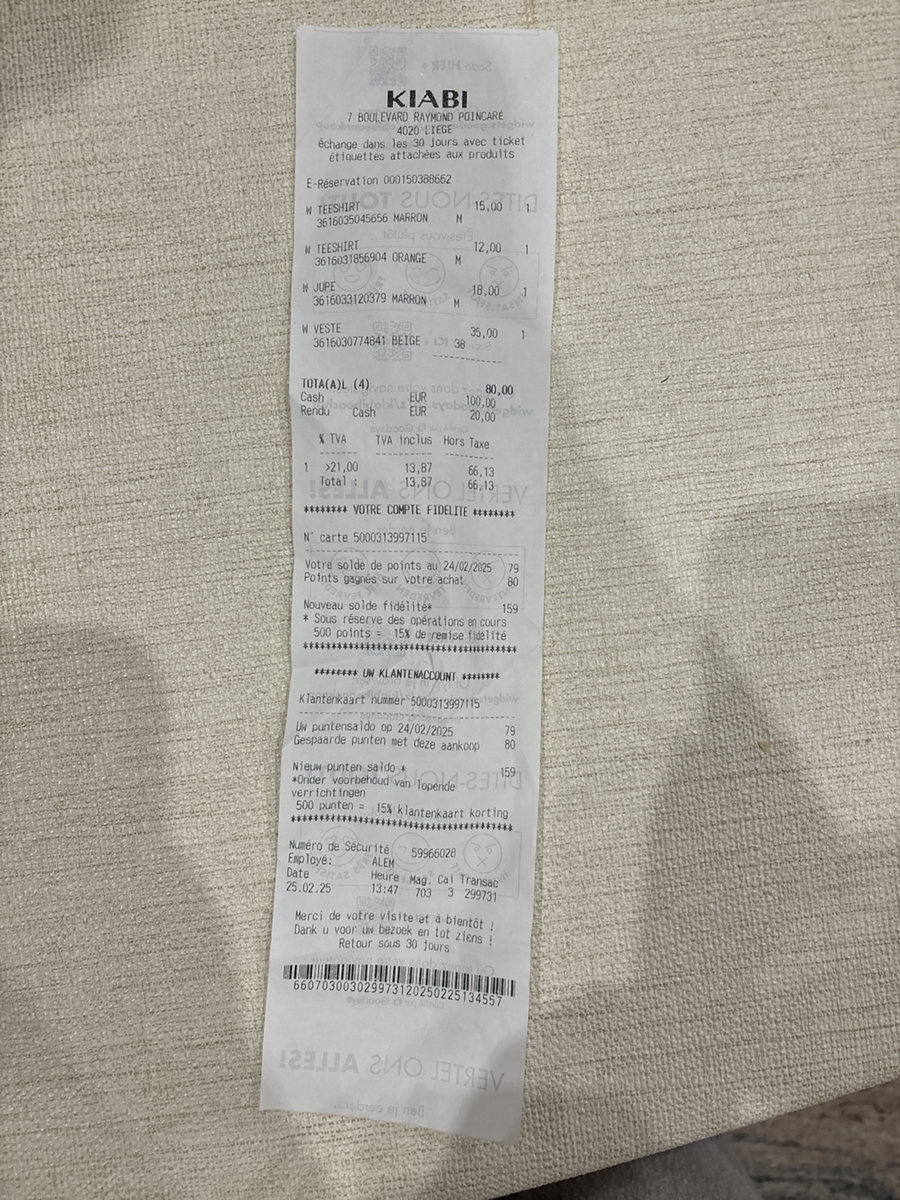 KIABI
7 BOULEVARD RAYMOND POINCARE
4020 LIEGE
échange dans les 30 jours avec ticket
étiquettes attachées aux produits
E-Réservation 000150388662
W TEESHIRT 15,00 1
3616035045656 MARRON M
W TEESHIRT 12,00 1
3616031856904 ORANGE M
W JUPE 18,00 1
3616033120379 MARRON M
W VESTE 35,00 1
3616030774841 BEIGE 38
------------
TOTA(A)L (4) 80,00
Cash EUR 100,00
Rendu Cash EUR 20,00
% TVA TVA inclus Hors Taxe
1 >21,00 13,87 66,13
Total : 13,87 66,13
******** VOTRE COMPTE FIDELITE ********
N° carte 5000313997115
Votre solde de points au 24/02/2025 79
Points gagnés sur votre achat 80
Nouveau solde fidélité* 159
* Sous réserve des opérations en cours
500 points = 15% de remise fidélité
****************************************
******** UW KLANTENACCOUNT ********
Klantenkaart nummer 5000313997115
Uw puntensaldo op 24/02/2025 79
Gespaarde punten met deze aankoop 80
Nieuw punten saldo * 159
*Onder voorbehoud van lopende
verrichtingen
500 punten = 15% klantenkaart korting
****************************************
Numéro de Sécurité 59966028
Employé: ALEM
Date Heure Mag. Cai Transac
25.02.25 13:47 703 3 299731
Merci de votre visite et à bientôt !
Dank u voor uw bezoek en tot ziens !
Retour sous 30 jours
660703003029973120250225134557